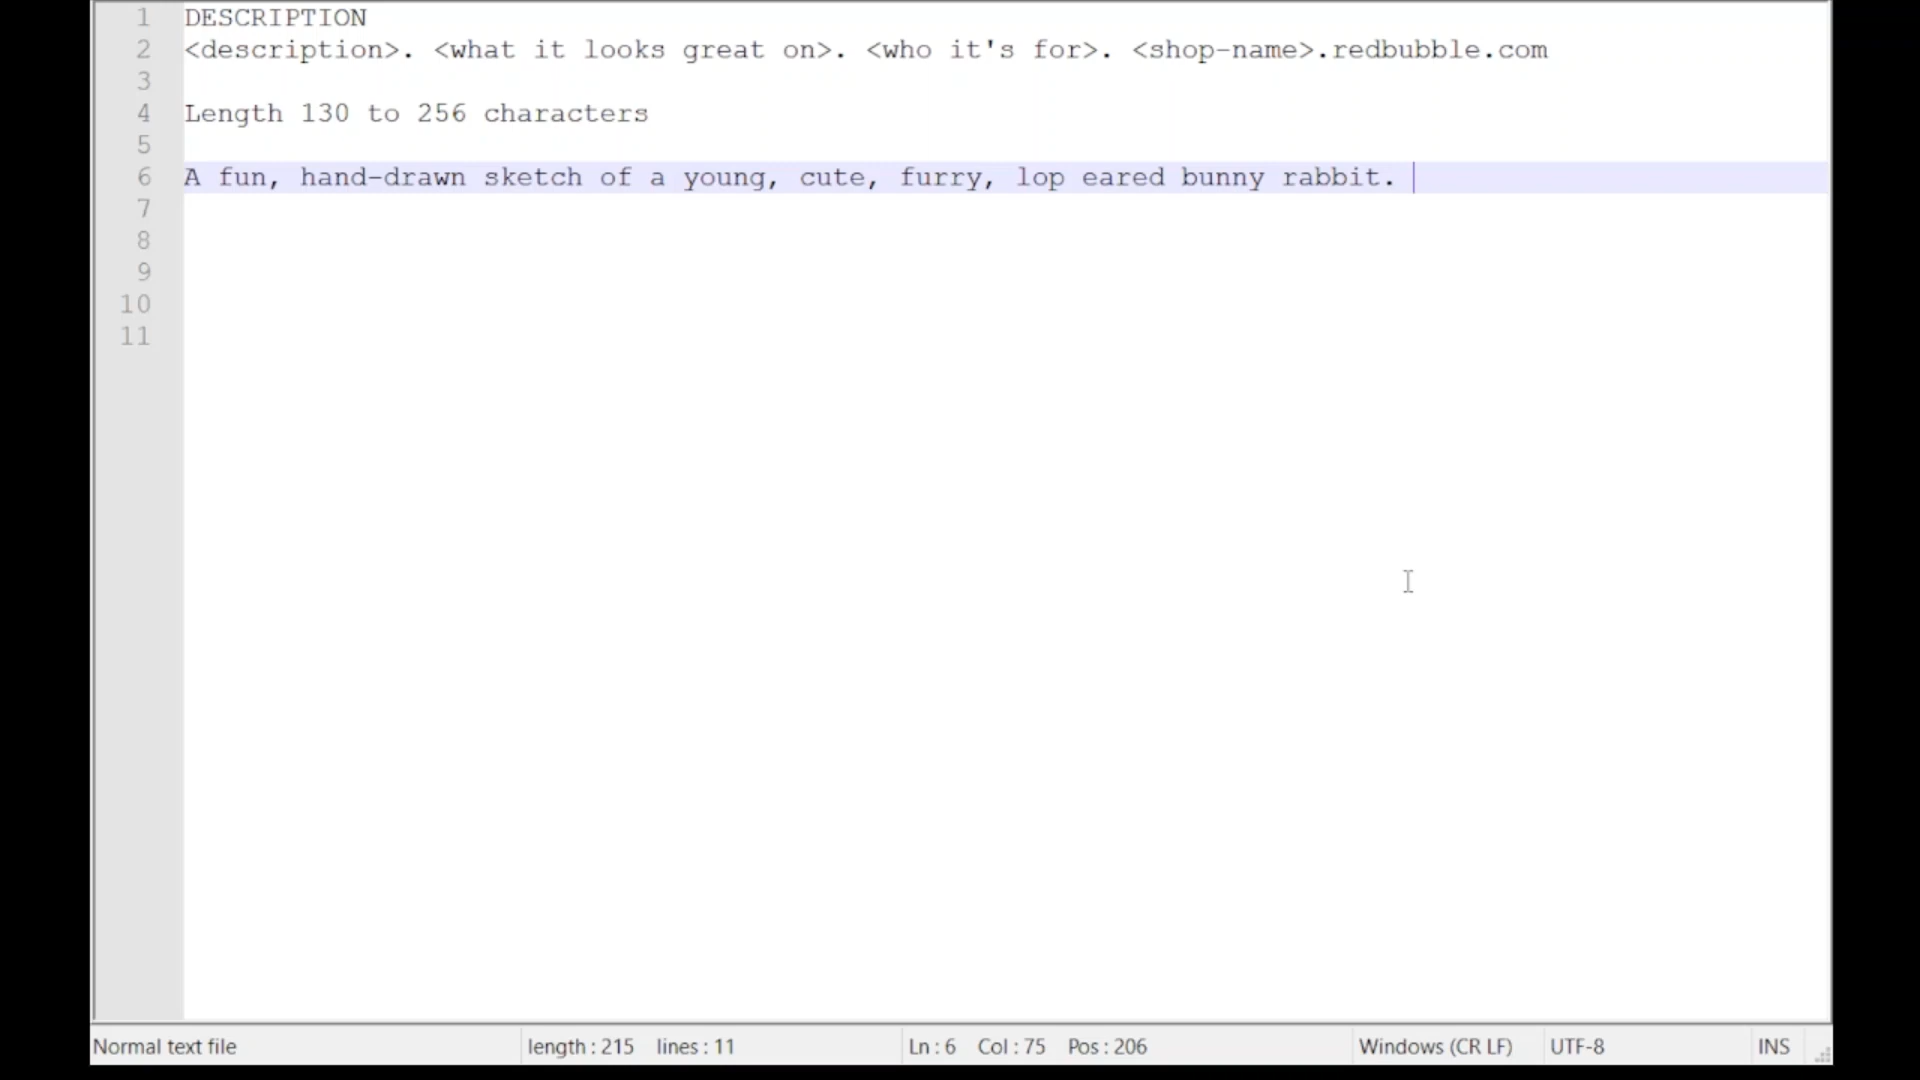 1 DESCRIPTION
2 <description>. <what it looks great on>. <who it's for>. <shop-name>.redbubble.com
3
4 Length 130 to 256 characters
5
6 A fun, hand-drawn sketch of a young, cute, furry, lop eared bunny rabbit.
7
8
9
10
11
Normal text file length : 215 lines : 11 Ln : 6 Col : 75 Pos : 206 Windows (CR LF) UTF-8 INS